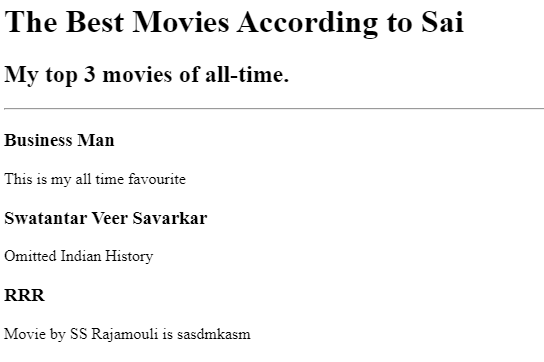 The Best Movies According to Sai
My top 3 movies of all-time.
Business Man
This is my all time favourite
Swatantar Veer Savarkar
Omitted Indian History
RRR
Movie by SS Rajamouli is sasdmkasm